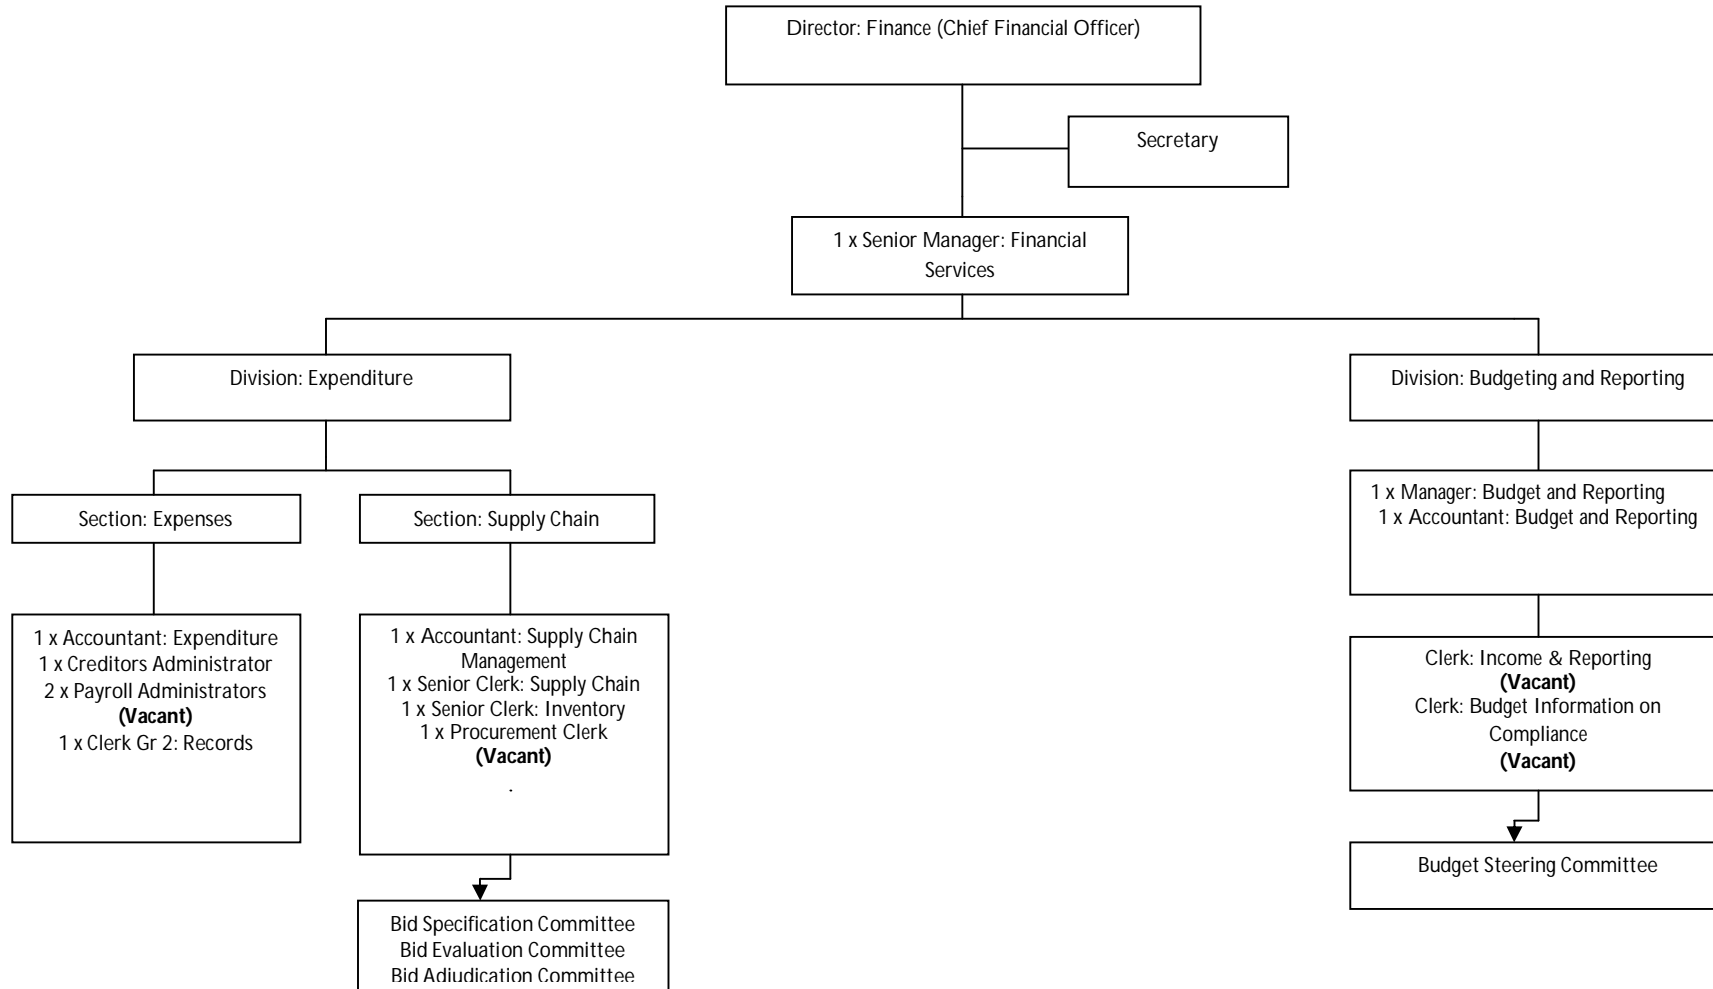 Director: Finance (Chief Financial Officer)
Secretary
1 x Senior Manager: Financial
Services
Division: Expenditure
Division: Budgeting and Reporting
Section: Expenses
Section: Supply Chain
1 x Manager: Budget and Reporting
1 x Accountant: Budget and Reporting
1 x Accountant: Expenditure
1 x Creditors Administrator
2 x Payroll Administrators
(Vacant)
1 x Clerk Gr 2: Records
1 x Accountant: Supply Chain
Management
1 x Senior Clerk: Supply Chain
1 x Senior Clerk: Inventory
1 x Procurement Clerk
(Vacant)
.
Clerk: Income & Reporting
(Vacant)
Clerk: Budget Information on
Compliance
(Vacant)
Budget Steering Committee
Bid Specification Committee
Bid Evaluation Committee
Bid Adjudication Committee